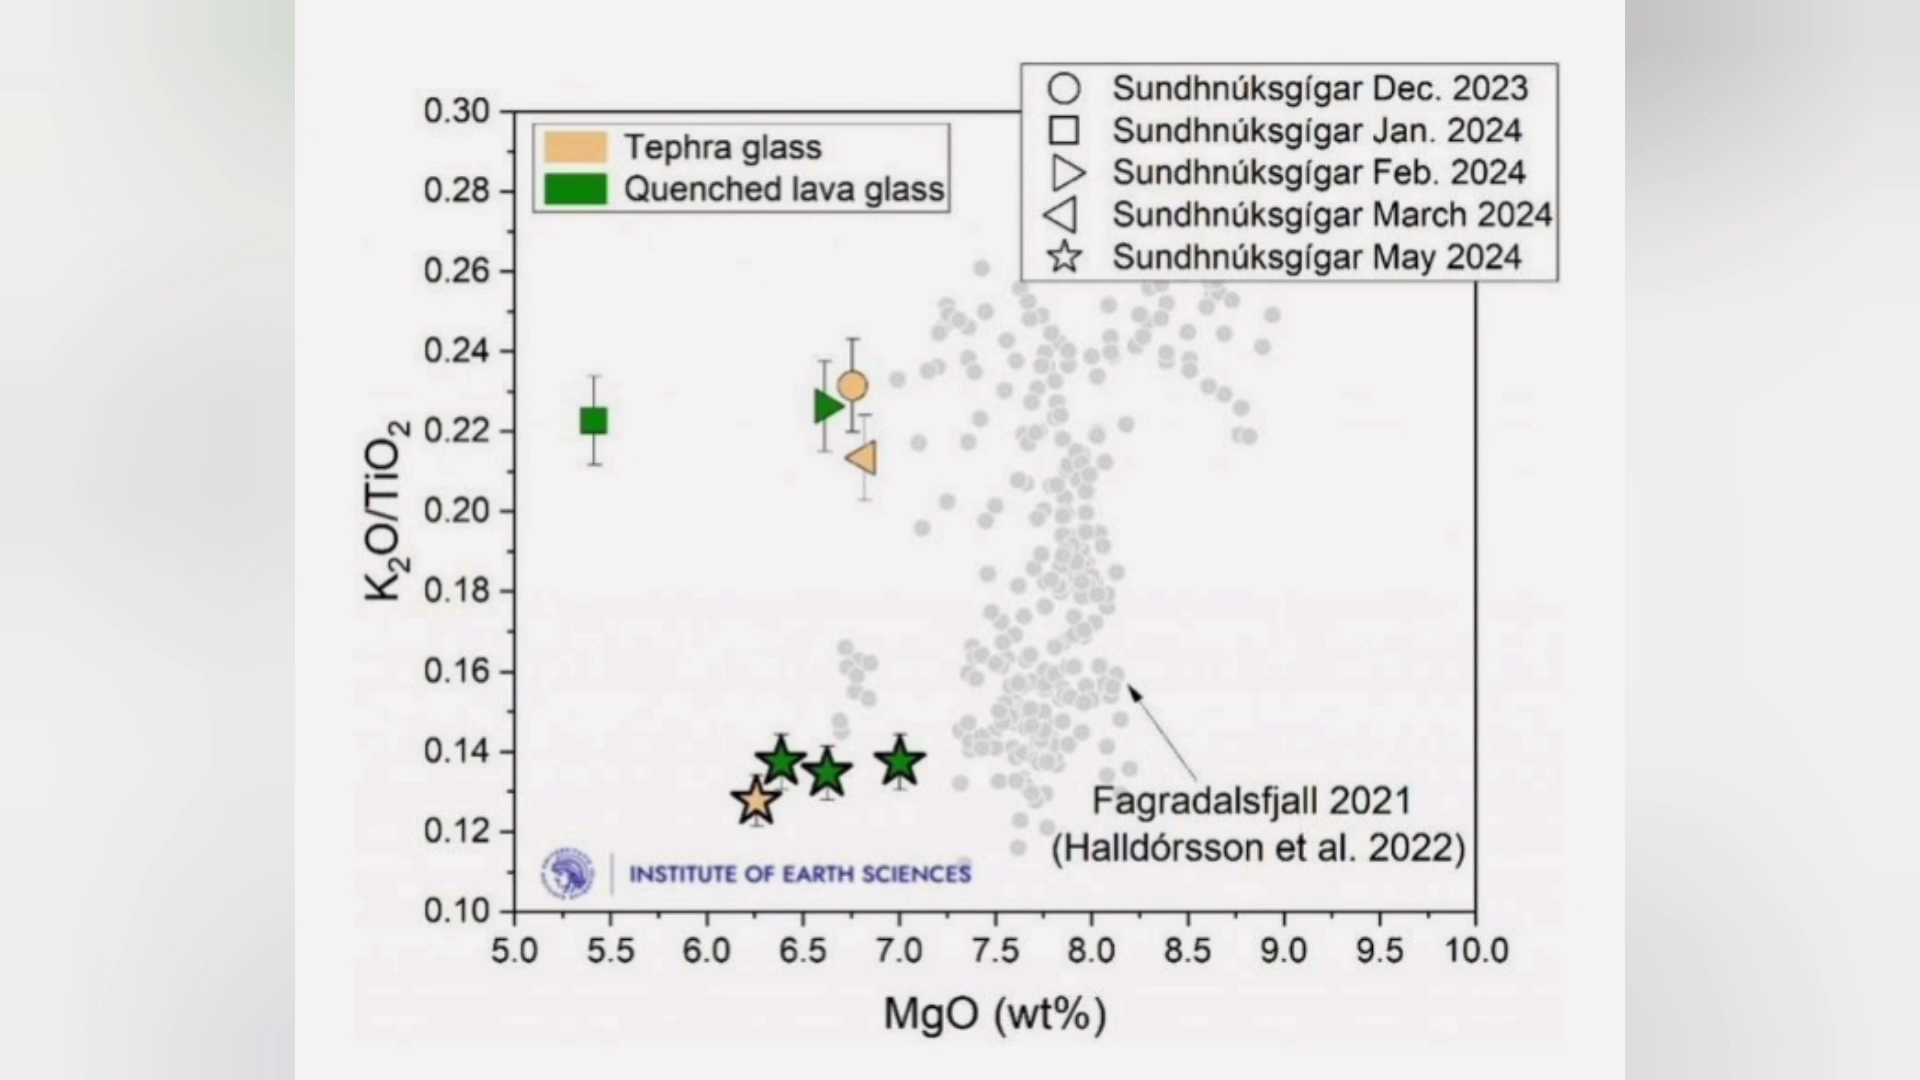 Sundhnúksgígar Dec. 2023
Sundhnúksgígar Jan. 2024
Sundhnúksgígar Feb. 2024
Sundhnúksgígar March 2024
Sundhnúksgígar May 2024
Tephra glass
Quenched lava glass
0.30
0.28
0.26
0.24
0.22
0.20
0.18
0.16
0.14
0.12
0.10
K₂O/TiO₂
Fagradalsfjall 2021
(Halldórsson et al. 2022)
INSTITUTE OF EARTH SCIENCES
5.0 5.5 6.0 6.5 7.0 7.5 8.0 8.5 9.0 9.5 10.0
MgO (wt%)